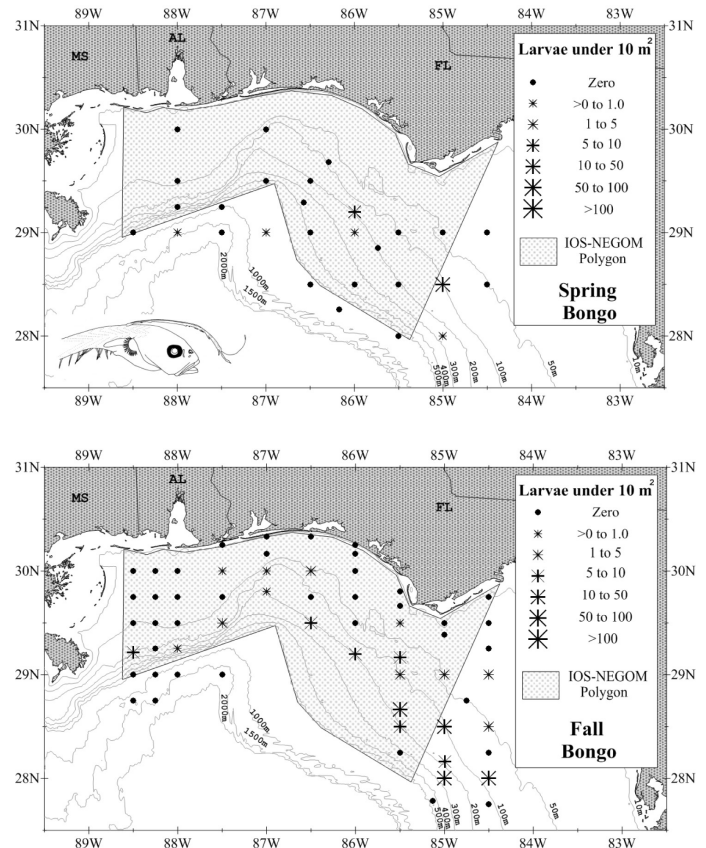 31N 31N
30N 30N
29N 29N
28N 28N
89W 88W 87W 86W 85W 84W 83W
MS
AL
FL
Larvae under 10 m²
Zero
>0 to 1.0
1 to 5
5 to 10
10 to 50
50 to 100
>100
IOS-NEGOM
Polygon
Spring
Bongo
2000m
1000m
1500m
500m
400m
300m
200m
100m
50m
10m
89W 88W 87W 86W 85W 84W 83W
89W 88W 87W 86W 85W 84W 83W
31N 31N
30N 30N
29N 29N
28N 28N
MS
AL
FL
Larvae under 10 m²
Zero
>0 to 1.0
1 to 5
5 to 10
10 to 50
50 to 100
>100
IOS-NEGOM
Polygon
Fall
Bongo
2000m
1000m
1500m
500m
400m
300m
200m
100m
50m
10m
89W 88W 87W 86W 85W 84W 83W